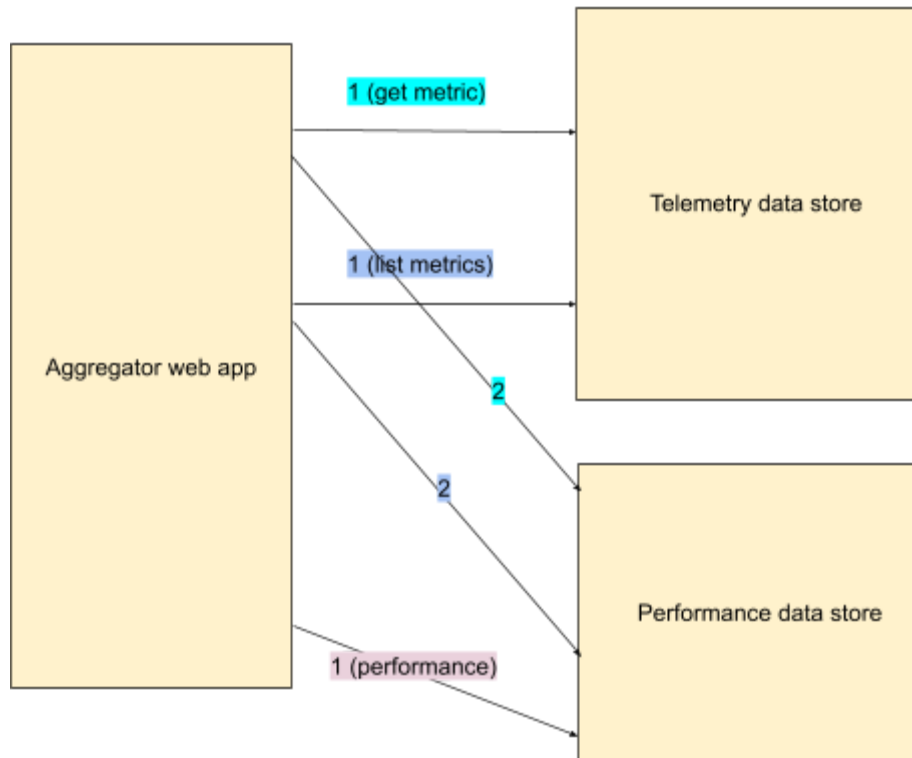 1 (get metric)
Telemetry data store
1 (list metrics)
Aggregator web app
2
2
Performance data store
1 (performance)